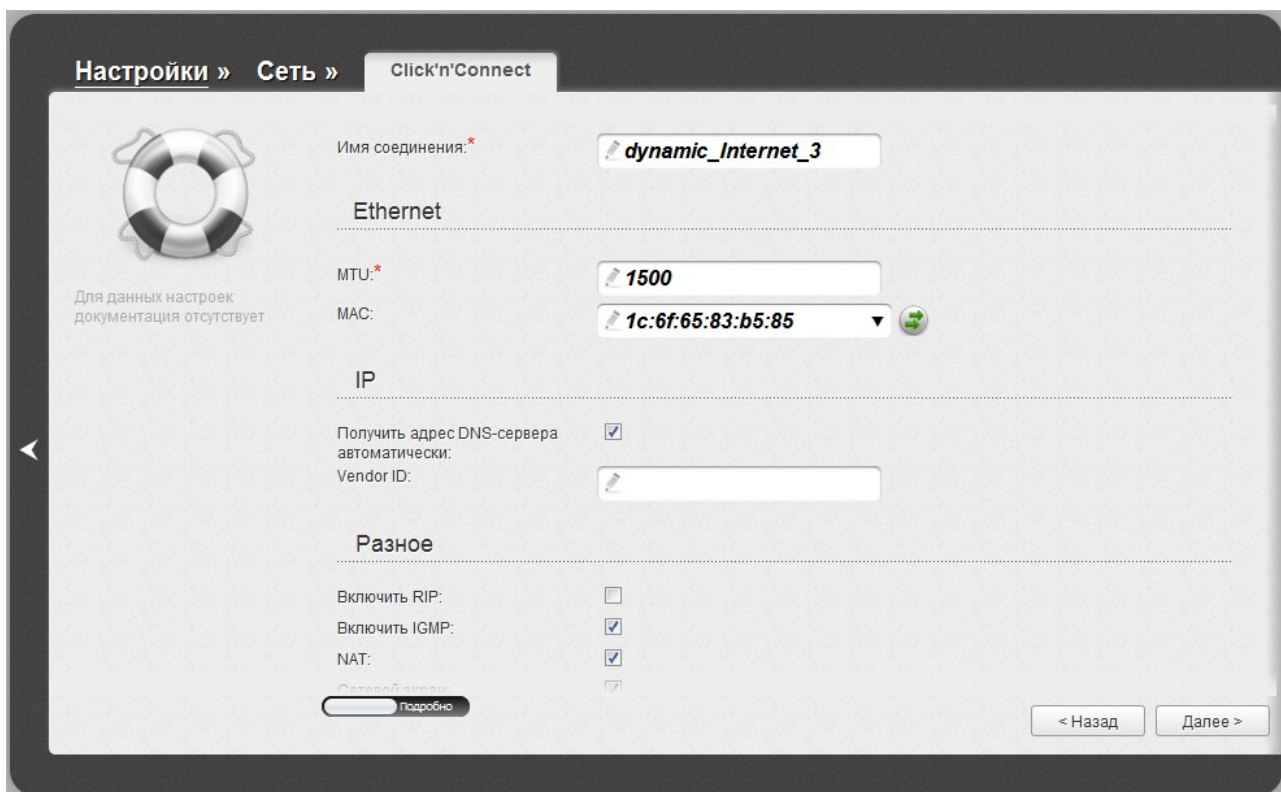 Настройки » Сеть » Click'n'Connect
Имя соединения:* dynamic_Internet_3
Ethernet
MTU:* 1500
Для данных настроек
документация отсутствует
MAC: 1c:6f:65:83:b5:85
IP
Получить адрес DNS-сервера
автоматически:
Vendor ID:
Разное
Включить RIP:
Включить IGMP:
NAT:
Сетевой экран:
Подробно
< Назад Далее >